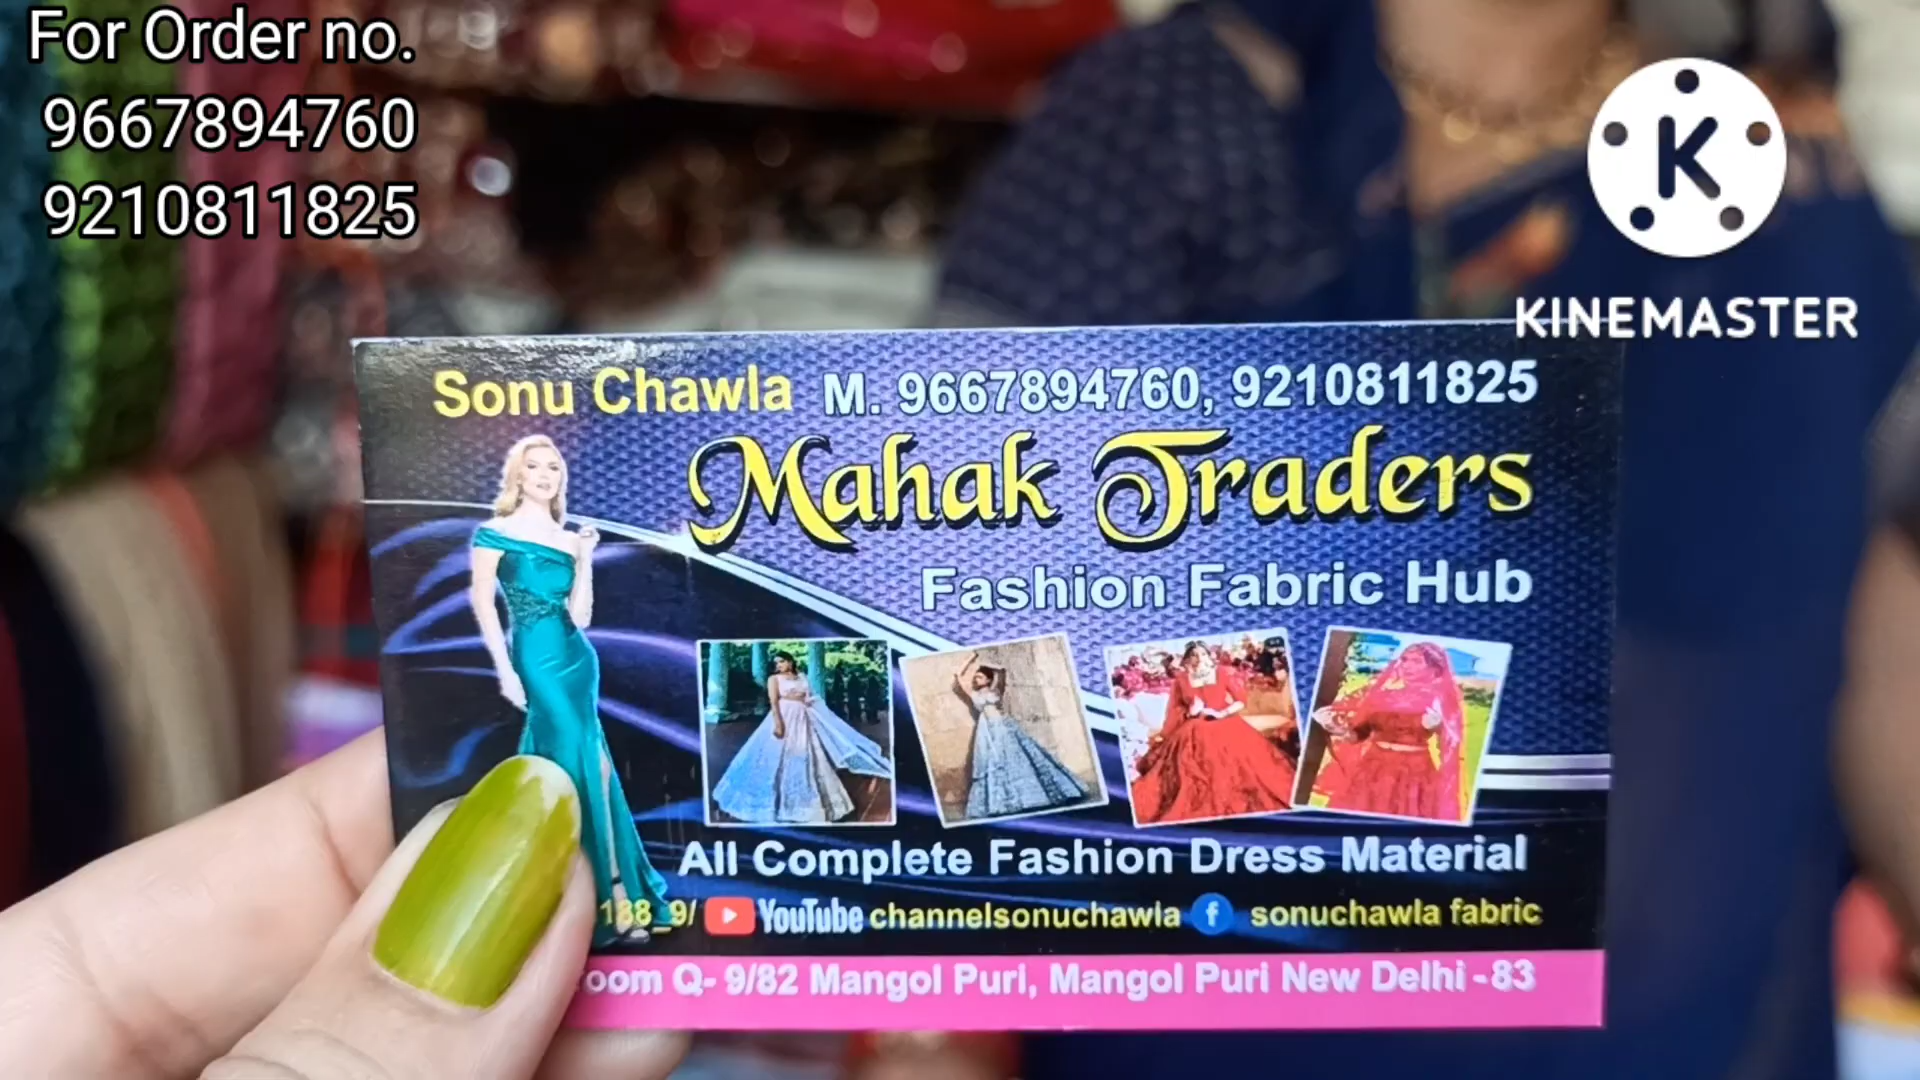 For Order no.
9667894760
9210811825
K
KINEMASTER
Sonu Chawla M. 9667894760, 9210811825
Mahak Traders
Fashion Fabric Hub
All Complete Fashion Dress Material
188_9/ YouTube channelsonuchawla f sonuchawla fabric
Q- 9/82 Mangol Puri, Mangol Puri New Delhi -83